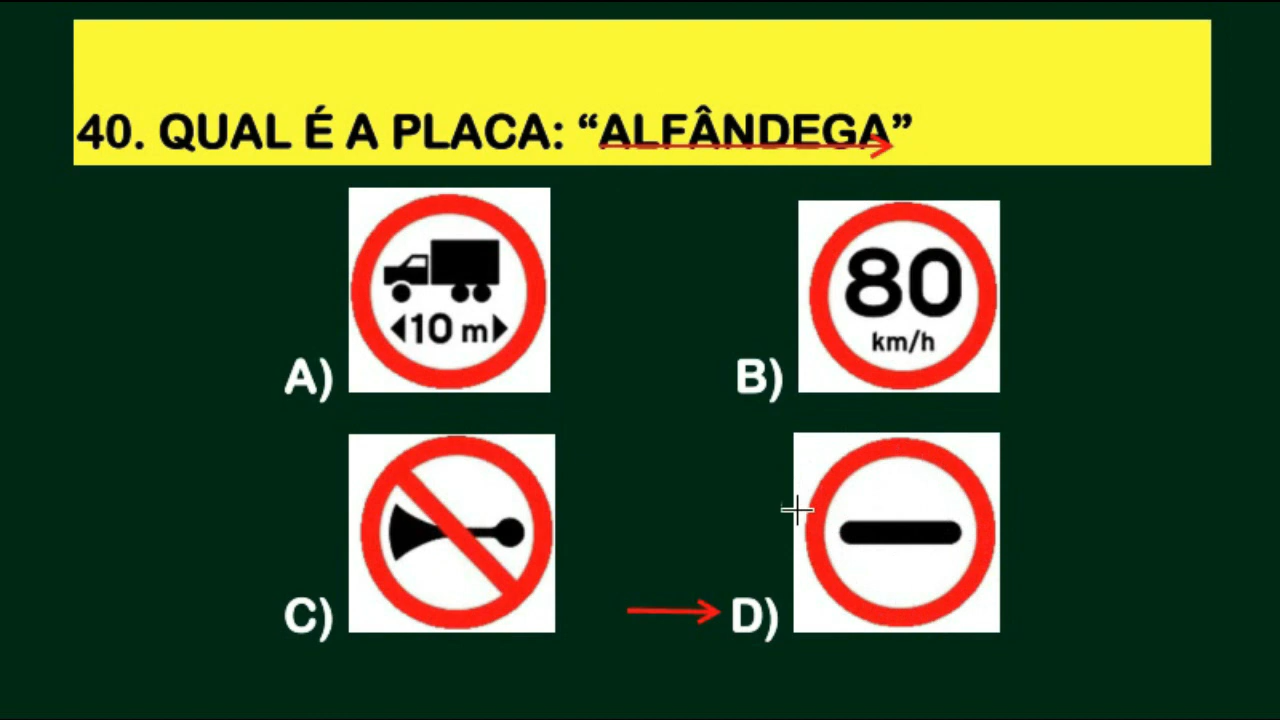 40. QUAL É A PLACA: “ALFÂNDEGA”
10 m
A)
80
km/h
B)
C)
D)